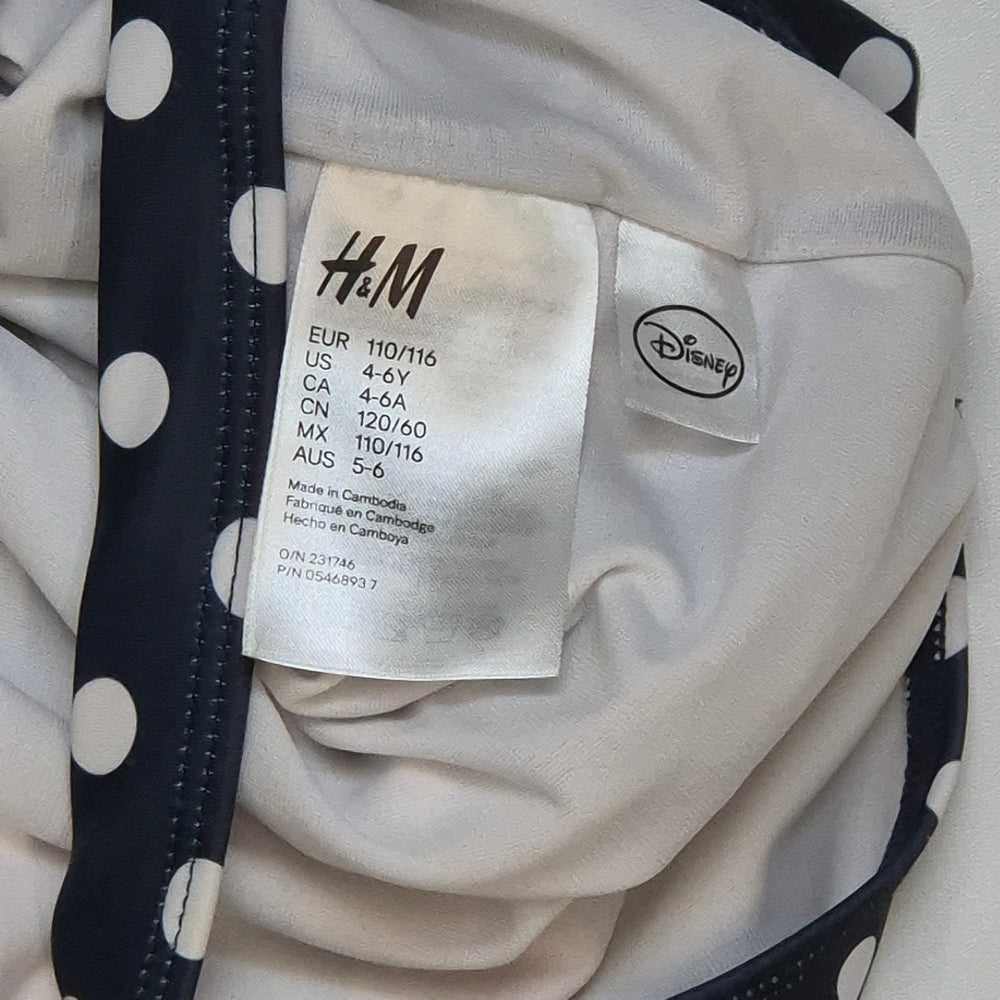 H&M
EUR 110/116
US 4-6Y
CA 4-6A
CN 120/60
MX 110/116
AUS 5-6
Made in Cambodia
Fabriqué en Cambodge
Hecho en Camboya
O/N 231746
P/N 0546893 7
Disney